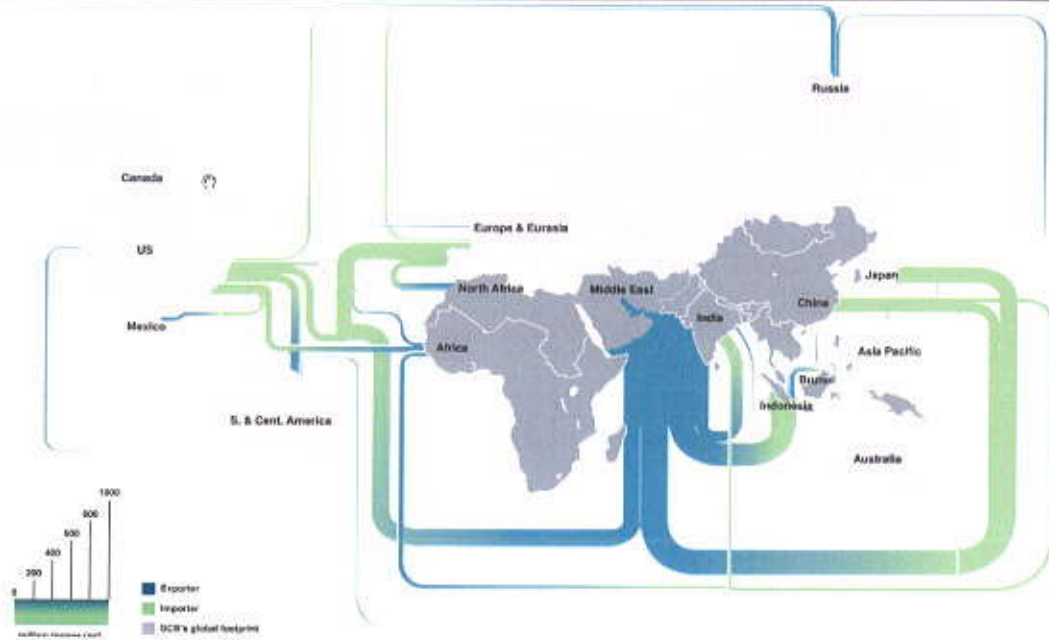 Russia
Canada
Europe & Eurasia
US
Japan
North Africa
Middle East
China
India
Mexico
Africa
Asia Pacific
Brunei
Indonesia
S. & Cent. America
Australia
1000
800
600
400
200
0
Exporter
Importer
SCB's global footprint